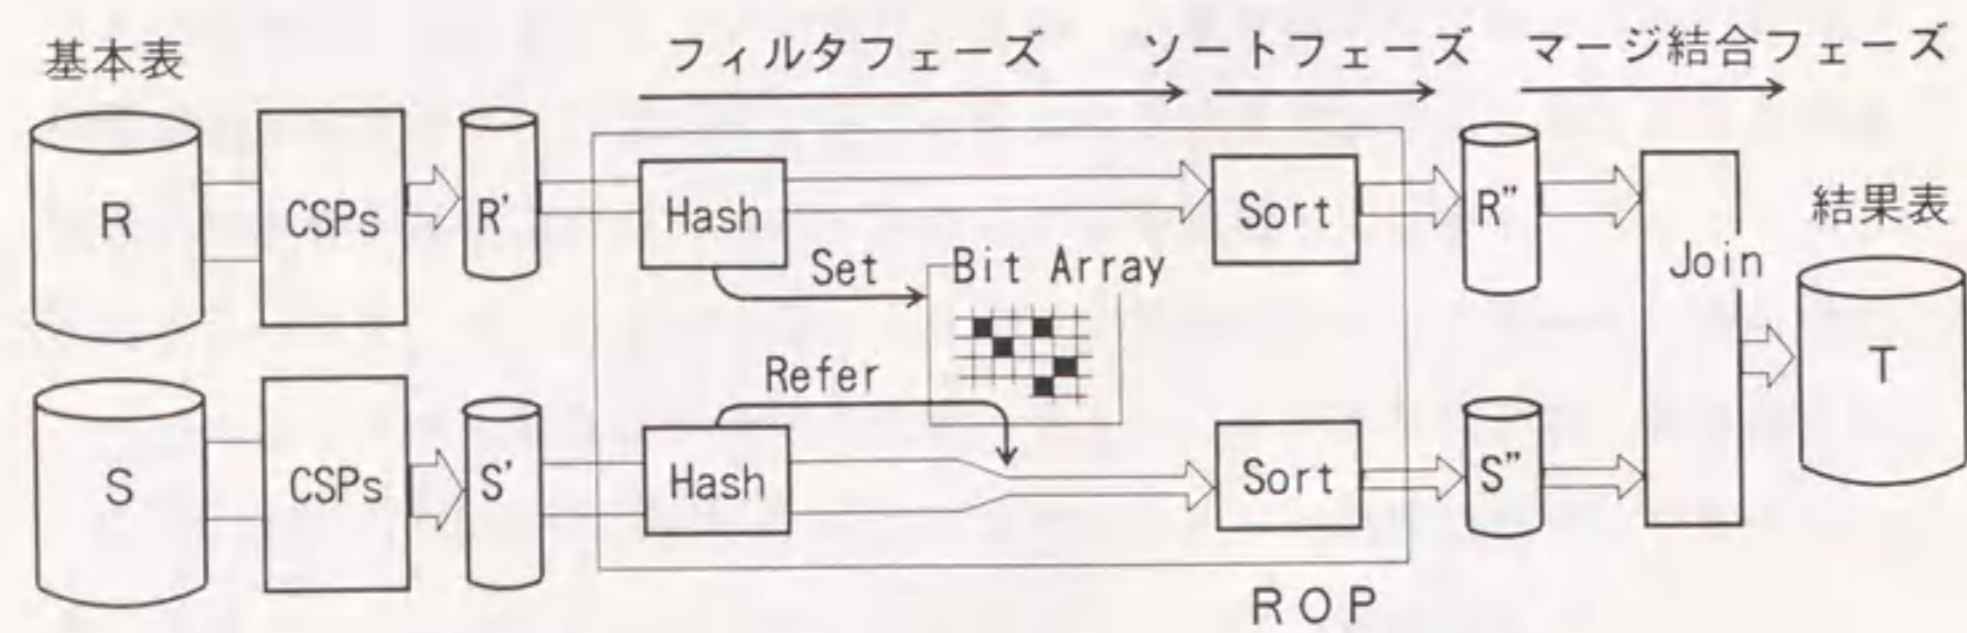 フィルタフェーズ ソートフェーズ マージ結合フェーズ
基本表
R CSPs R' Hash Sort R" 結果表
Set Bit Array Join
Refer T
S CSPs S' Hash Sort S"
ROP